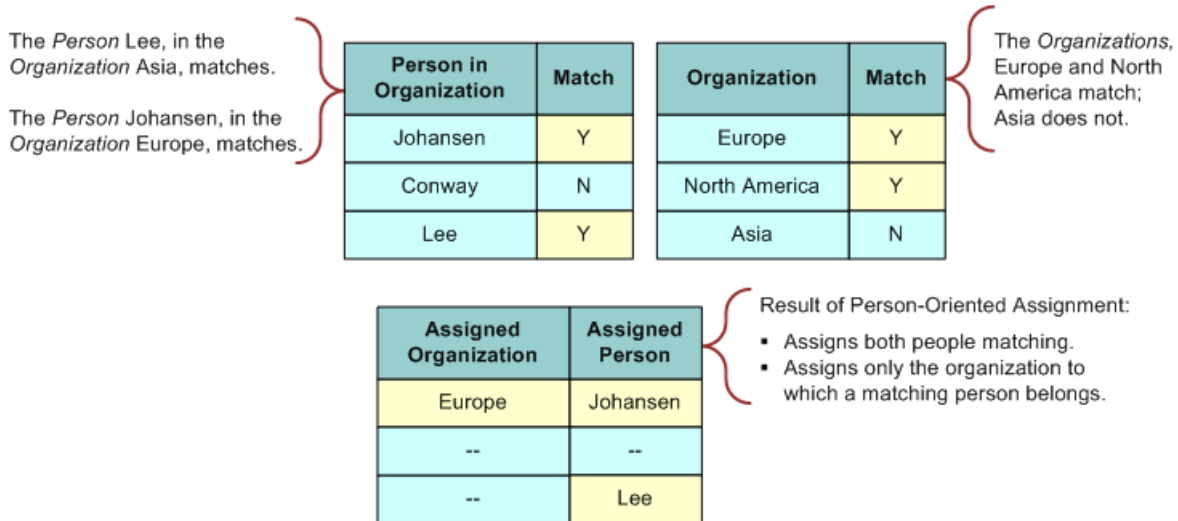 The Person Lee, in the
Organization Asia, matches.
The Person Johansen, in the
Organization Europe, matches.
Person in
Organization
Match
Johansen
Y
Conway
N
Lee
Y
Organization
Match
Europe
Y
North America
Y
Asia
N
The Organizations,
Europe and North
America match;
Asia does not.
Assigned
Organization
Assigned
Person
Europe
Johansen
--
--
--
Lee
Result of Person-Oriented Assignment:
▪ Assigns both people matching.
▪ Assigns only the organization to
which a matching person belongs.